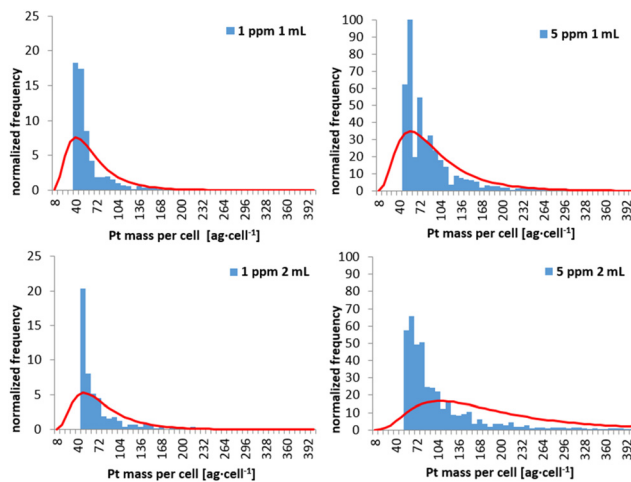 25
20
15
10
5
0
normalized frequency
1 ppm 1 mL
8 40 72 104 136 168 200 232 264 296 328 360 392
Pt mass per cell [ag·cell⁻¹]
100
90
80
70
60
50
40
30
20
10
0
normalized frequency
5 ppm 1 mL
8 40 72 104 136 168 200 232 264 296 328 360 392
Pt mass per cell [ag·cell⁻¹]
25
20
15
10
5
0
normalized frequency
1 ppm 2 mL
8 40 72 104 136 168 200 232 264 296 328 360 392
Pt mass per cell [ag·cell⁻¹]
100
90
80
70
60
50
40
30
20
10
0
normalized frequency
5 ppm 2 mL
8 40 72 104 136 168 200 232 264 296 328 360 392
Pt mass per cell [ag·cell⁻¹]